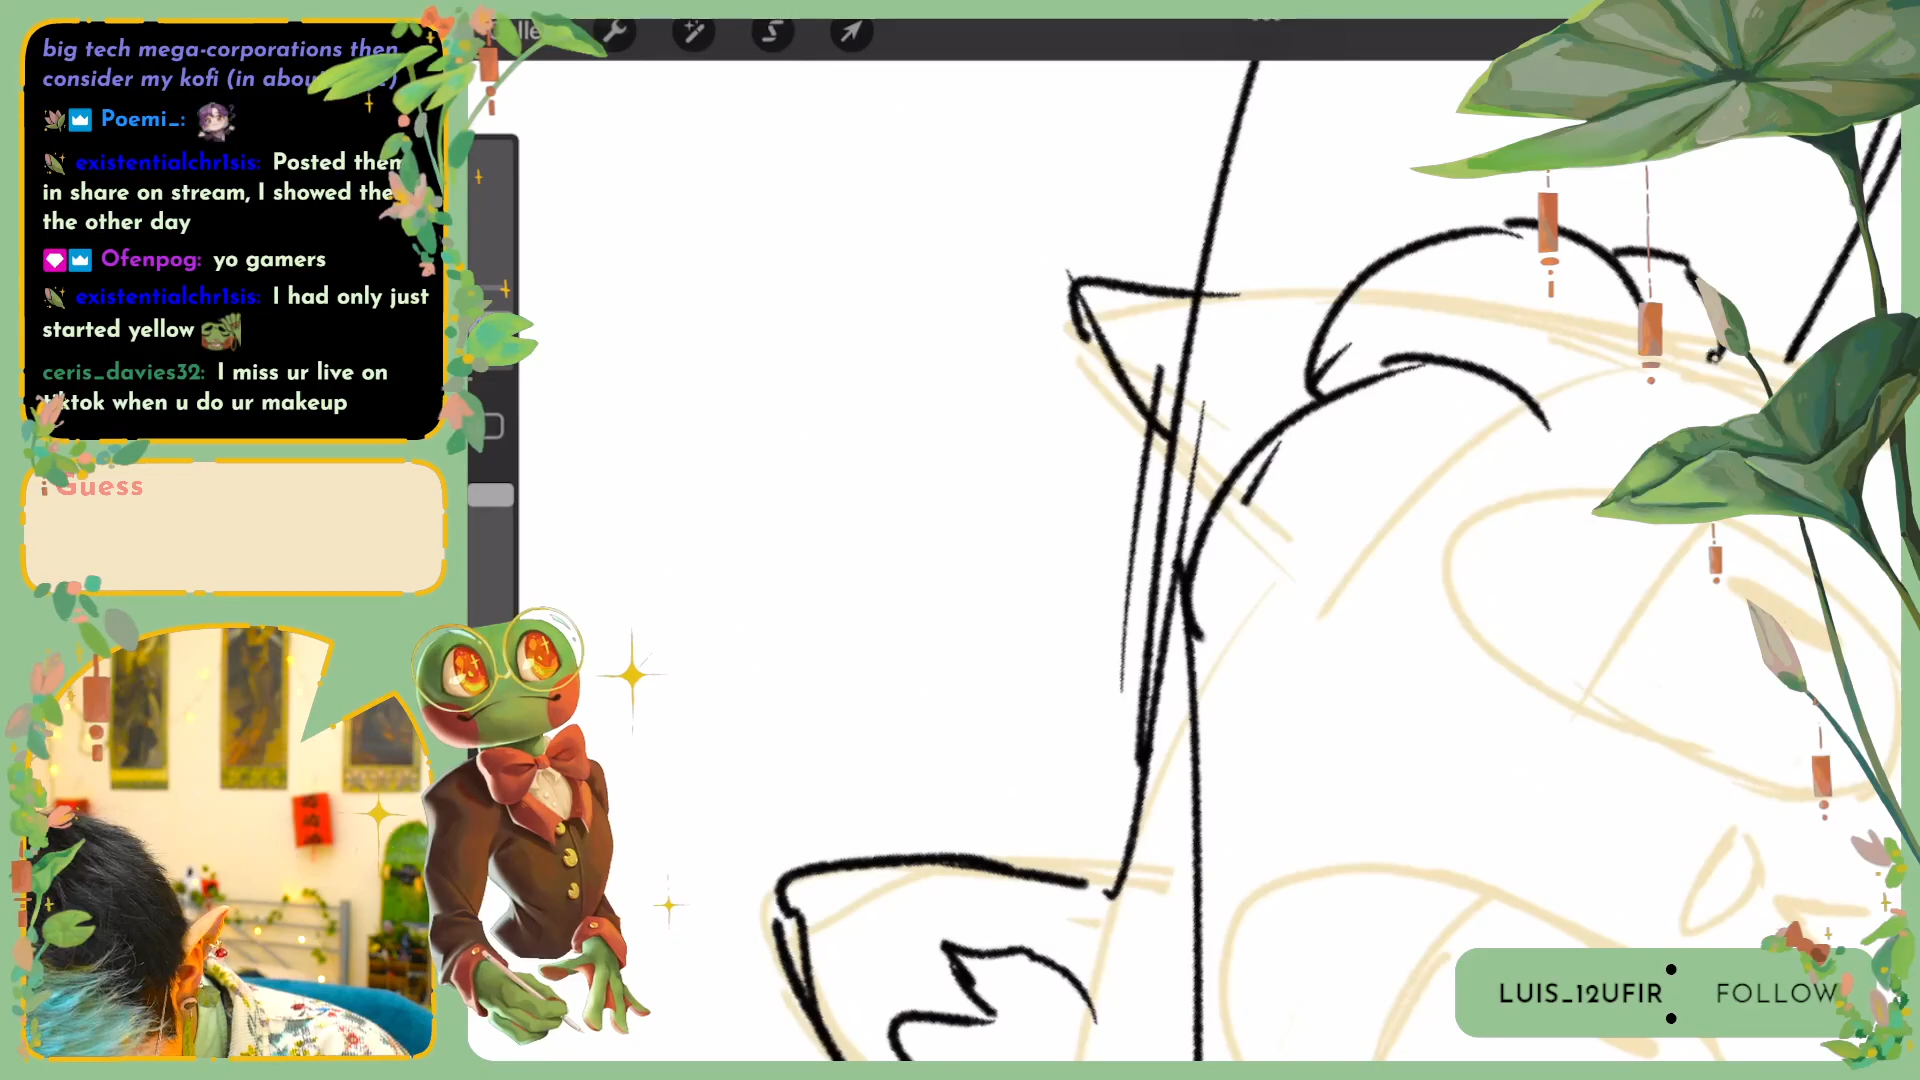 big tech mega-corporations then
consider my kofi (in abou
Poemi_:
existentialchr1sis: Posted them
in share on stream, I showed the
the other day
Ofenpog: yo gamers
existentialchr1sis: I had only just
started yellow
ceris_davies32: I miss ur live on
tiktok when u do ur makeup
Guess
LUIS_12UFIR FOLLOW